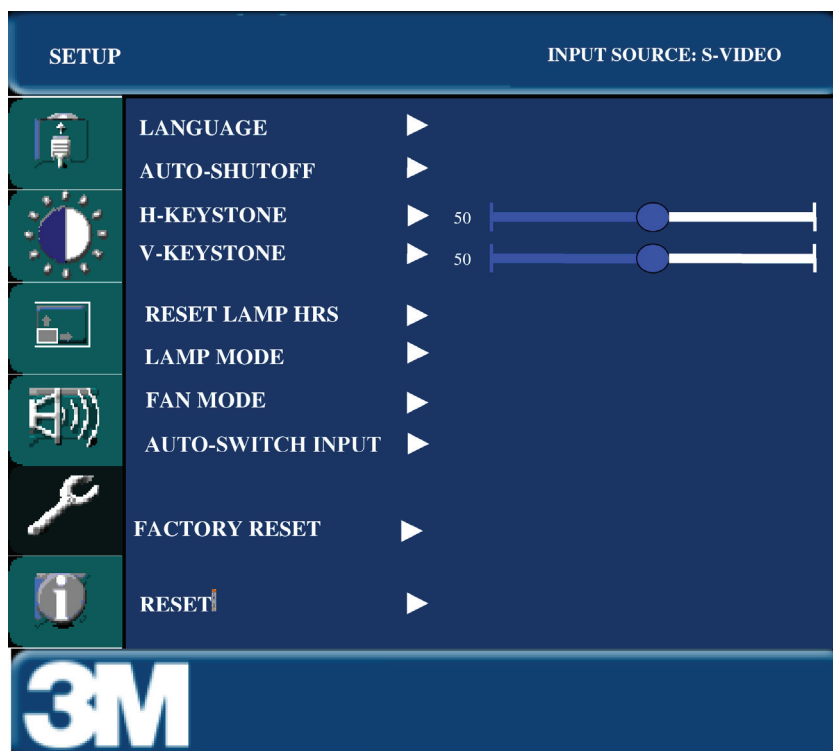 SETUP INPUT SOURCE: S-VIDEO
LANGUAGE
AUTO-SHUTOFF
H-KEYSTONE 50
V-KEYSTONE 50
RESET LAMP HRS
LAMP MODE
FAN MODE
AUTO-SWITCH INPUT
FACTORY RESET
RESET
3M